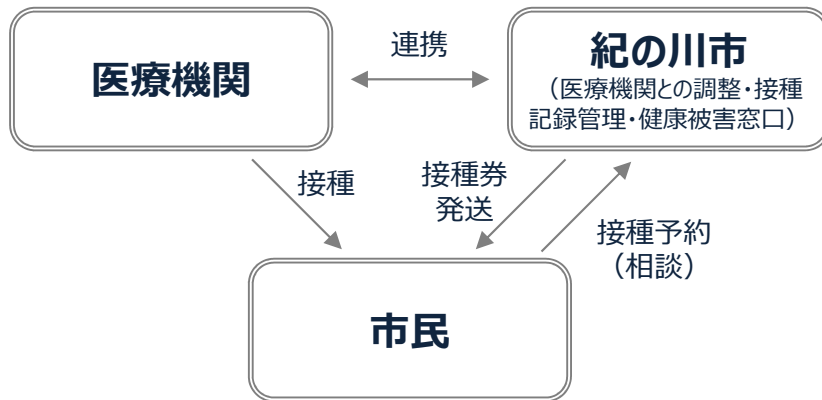 医療機関
連携
紀の川市
（医療機関との調整・接種
記録管理・健康被害窓口）
接種
接種券
発送
接種予約
（相談）
市民